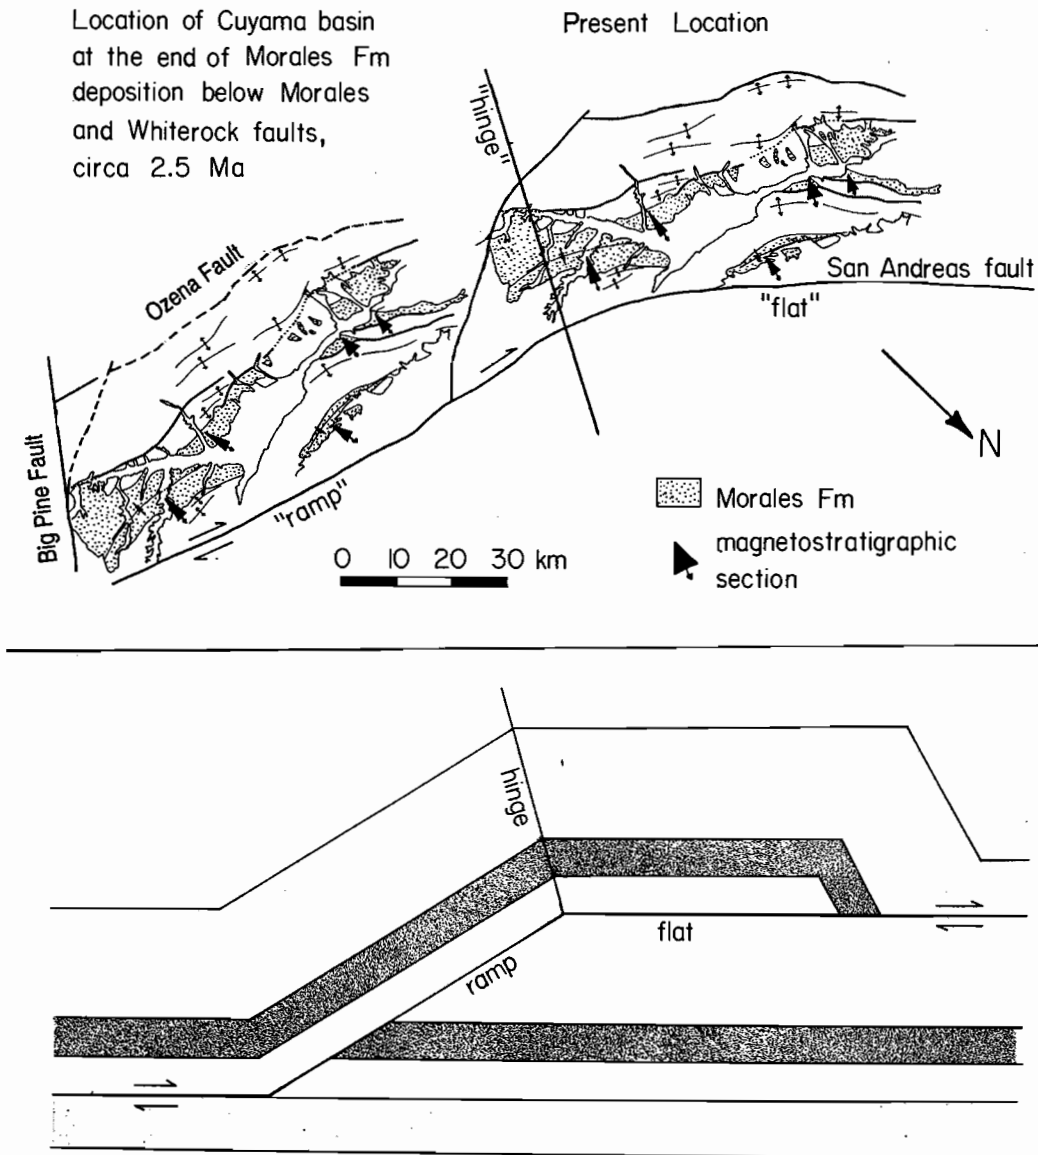 Location of Cuyama basin
at the end of Morales Fm
deposition below Morales
and Whiterock faults,
circa 2.5 Ma
Present Location
"hinge"
San Andreas fault
"flat"
Ozena Fault
Big Pine Fault
"ramp"
N
0 10 20 30 km
Morales Fm
magnetostratigraphic
section
hinge
flat
ramp